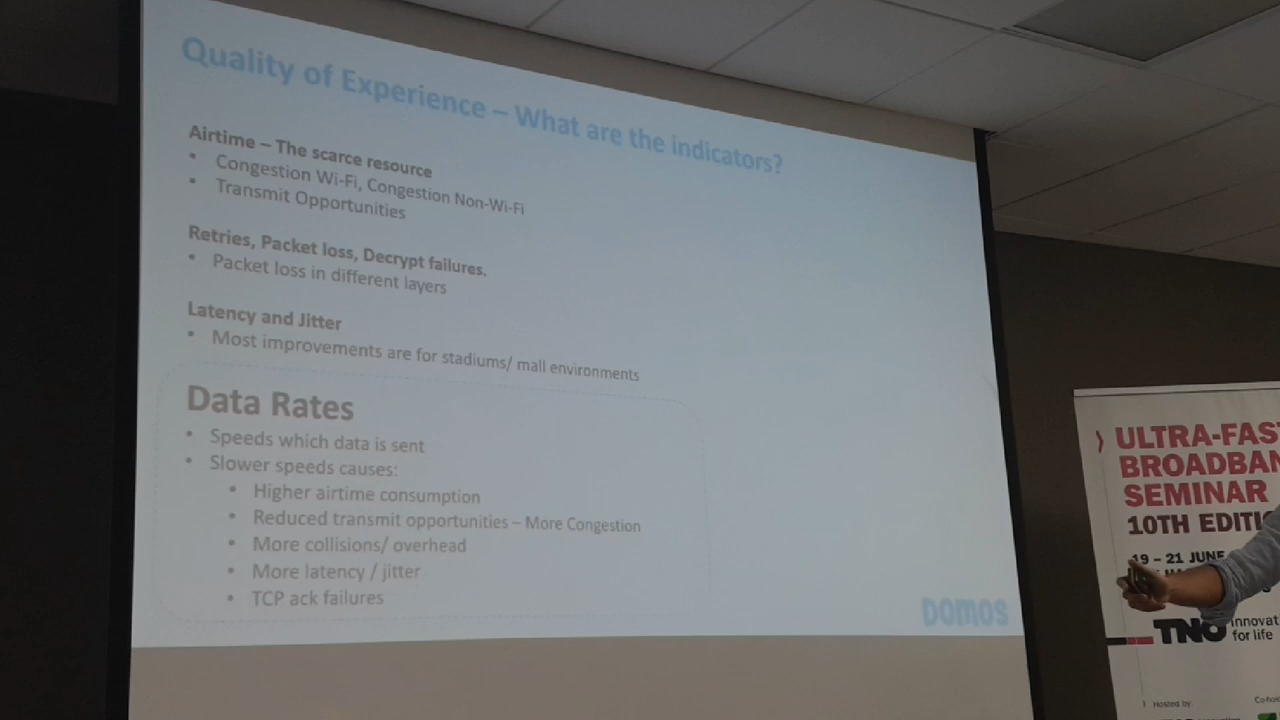 Quality of Experience – What are the indicators?
Airtime – The scarce resource
• Congestion Wi-Fi, Congestion Non-Wi-Fi
• Transmit Opportunities
Retries, Packet loss, Decrypt failures.
• Packet loss in different layers
Latency and Jitter
• Most improvements are for stadiums/ mall environments
Data Rates
• Speeds which data is sent
• Slower speeds causes:
• Higher airtime consumption
• Reduced transmit opportunities – More Congestion
• More collisions/ overhead
• More latency / jitter
• TCP ack failures
Domos
ULTRA-FAS
BROADBAN
SEMINAR
10TH EDITIO
19 – 21 JUNE
TNO innovat
for life
Hosted by